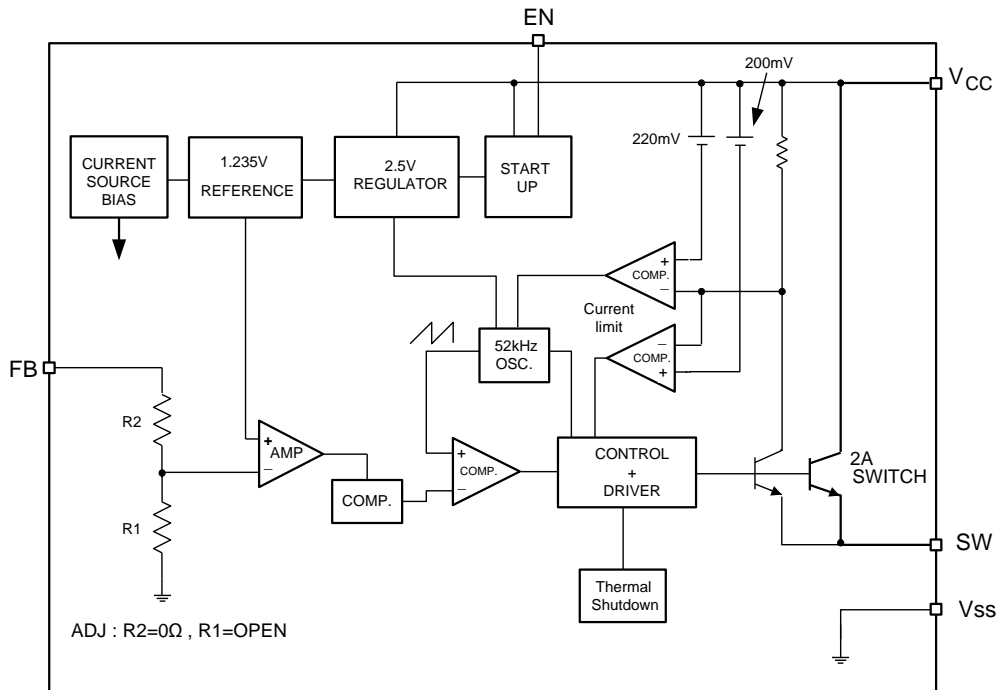 EN
200mV
VCC
220mV
CURRENT
SOURCE
BIAS
1.235V
REFERENCE
2.5V
REGULATOR
START
UP
+
COMP.
−
Current
limit
−
COMP.
+
52kHz
OSC.
FB
R2
+
AMP
−
COMP.
+
COMP.
−
CONTROL
+
DRIVER
2A
SWITCH
R1
SW
Thermal
Shutdown
Vss
ADJ : R2=0Ω , R1=OPEN